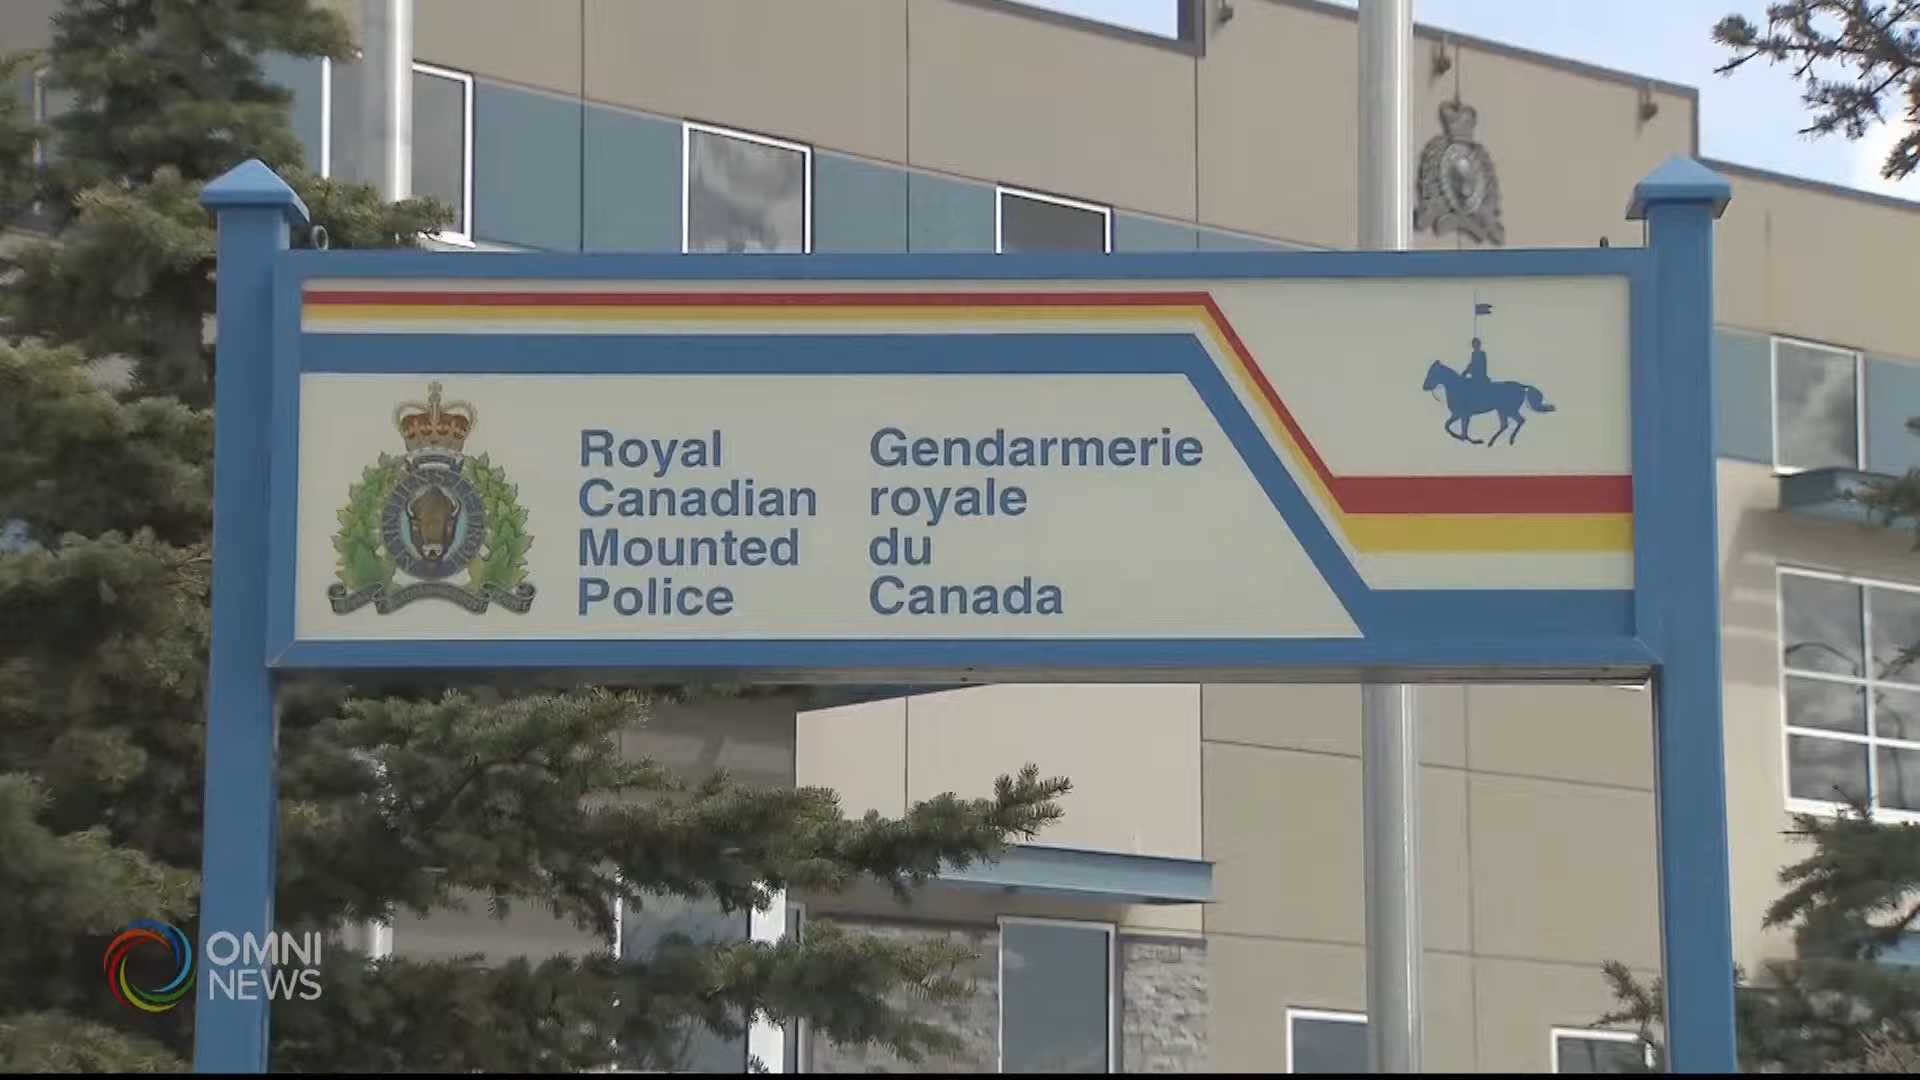 Royal
Canadian
Mounted
Police
Gendarmerie
royale
du
Canada
OMNI
NEWS